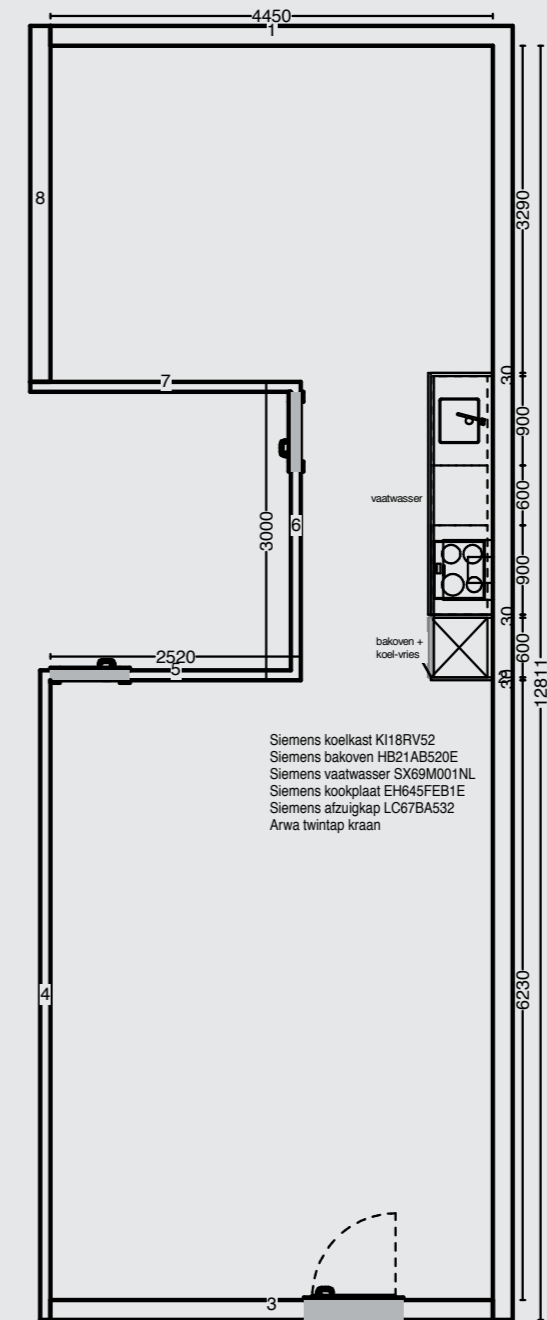 4450
1
8
3290
7
30
900
vaatwasser
600
3000
6
900
30
bakoven +
koel-vries
600
2520
5
30
12811
Siemens koelkast KI18RV52
Siemens bakoven HB21AB520E
Siemens vaatwasser SX69M001NL
Siemens kookplaat EH645FEB1E
Siemens afzuigkap LC67BA532
Arwa twintap kraan
4
6230
3